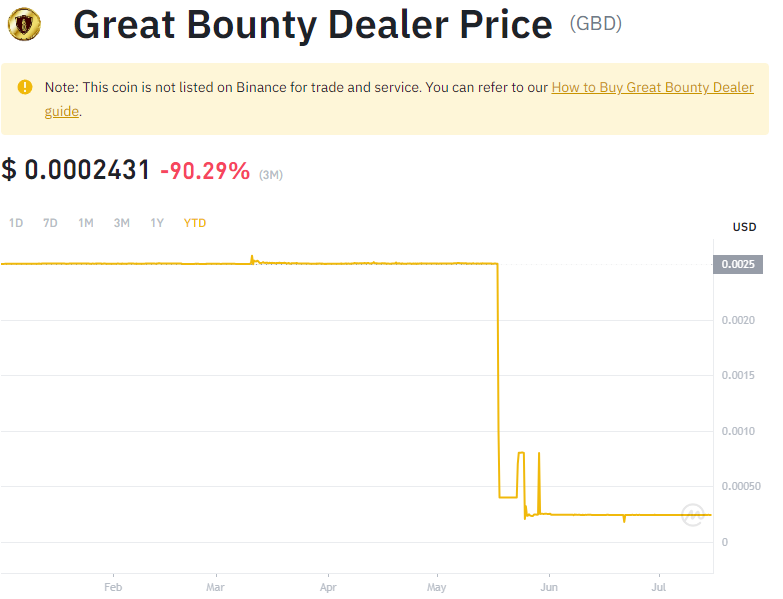 Great Bounty Dealer Price (GBD)
Note: This coin is not listed on Binance for trade and service. You can refer to our How to Buy Great Bounty Dealer
guide.
$ 0.0002431 -90.29% (3M)
1D 7D 1M 3M 1Y YTD
USD
0.0025
0.0020
0.0015
0.0010
0.00050
0
Feb Mar Apr May Jun Jul